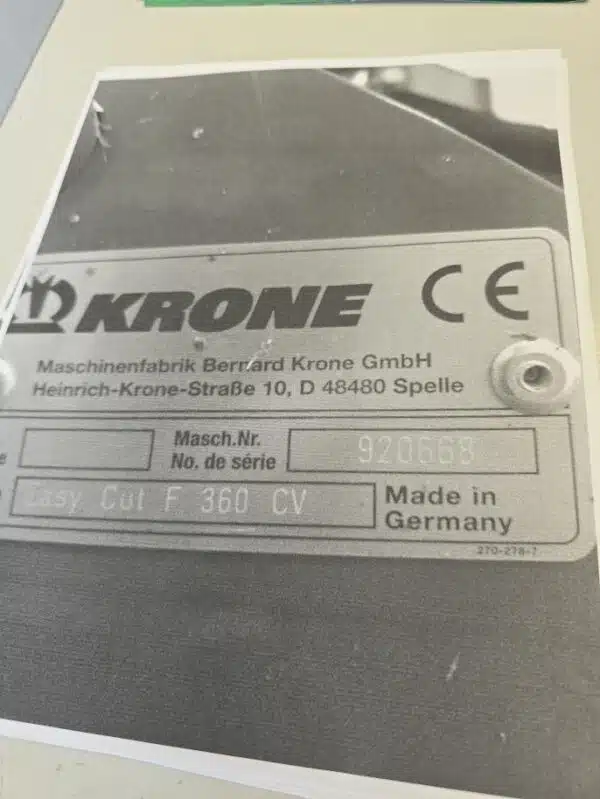 KRONE CE
Maschinenfabrik Bernard Krone GmbH
Heinrich-Krone-Straße 10, D 48480 Spelle
Masch.Nr.
No. de série
920668
Easy Cut F 360 CV
Made in
Germany
270-278-7